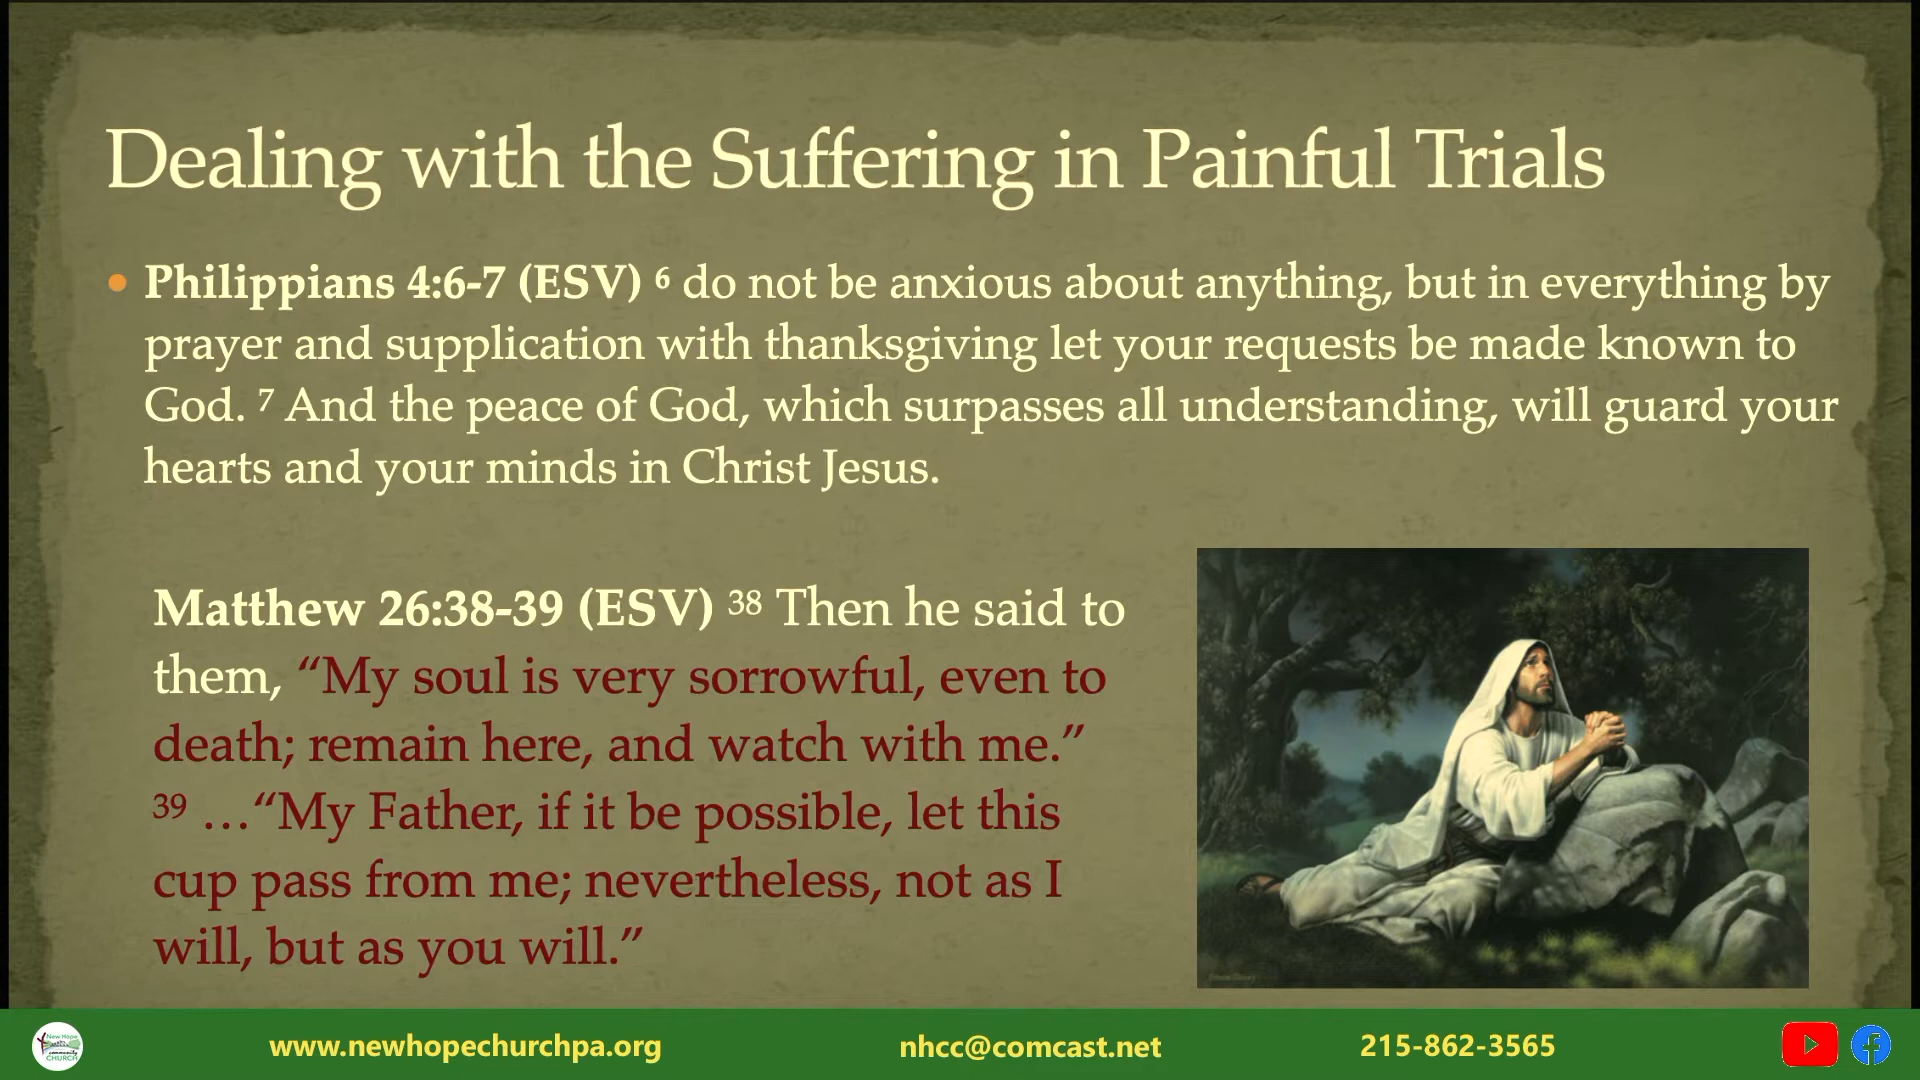 Dealing with the Suffering in Painful Trials
• Philippians 4:6-7 (ESV) ⁶ do not be anxious about anything, but in everything by
prayer and supplication with thanksgiving let your requests be made known to
God. ⁷ And the peace of God, which surpasses all understanding, will guard your
hearts and your minds in Christ Jesus.
Matthew 26:38-39 (ESV) ³⁸ Then he said to
them, “My soul is very sorrowful, even to
death; remain here, and watch with me.”
³⁹ …“My Father, if it be possible, let this
cup pass from me; nevertheless, not as I
will, but as you will.”
New Hope
community
CHURCH
www.newhopechurchpa.org
nhcc@comcast.net
215-862-3565